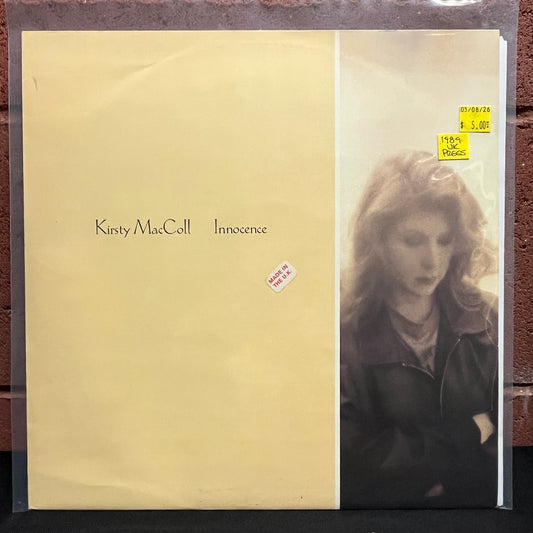 03/08/26
$ 5.00
1989
UK
PRESS
Kirsty MacColl Innocence
MADE IN
THE U.K.